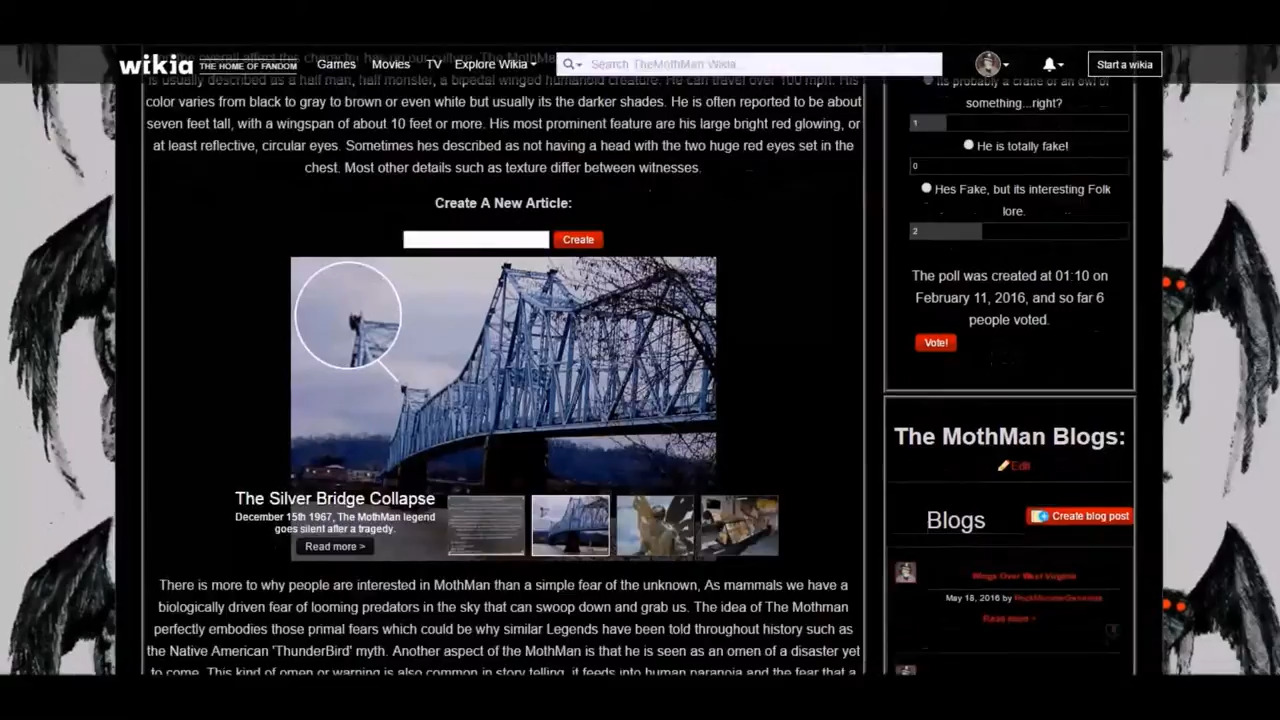 wikia THE HOME OF FANDOM Games Movies TV Explore Wikia Search TheMothMan Wikia... Start a wikia
is usually described as a half man, half monster, a bipedal winged humanoid creature. He can travel over 100 mph. His
color varies from black to gray to brown or even white but usually its the darker shades. He is often reported to be about
seven feet tall, with a wingspan of about 10 feet or more. His most prominent feature are his large bright red glowing, or
at least reflective, circular eyes. Sometimes hes described as not having a head with the two huge red eyes set in the
chest. Most other details such as texture differ between witnesses.
Create A New Article:
Create
The Silver Bridge Collapse
December 15th 1967, The MothMan legend
goes silent after a tragedy.
Read more >
There is more to why people are interested in MothMan than a simple fear of the unknown, As mammals we have a
biologically driven fear of looming predators in the sky that can swoop down and grab us. The idea of The Mothman
perfectly embodies those primal fears which could be why similar Legends have been told throughout history such as
the Native American 'ThunderBird' myth. Another aspect of the MothMan is that he is seen as an omen of a disaster yet
to come. This kind of omen or warning is also common in story telling, it feeds into human paranoia and the fear that a
Its probably a crane or an owl or
something...right?
1
He is totally fake!
0
Hes Fake, but its interesting Folk
lore.
2
The poll was created at 01:10 on
February 11, 2016, and so far 6
people voted.
Vote!
The MothMan Blogs:
Edit
Blogs
Create blog post
Wings Over West Virginia
May 18, 2016 by
Read more >